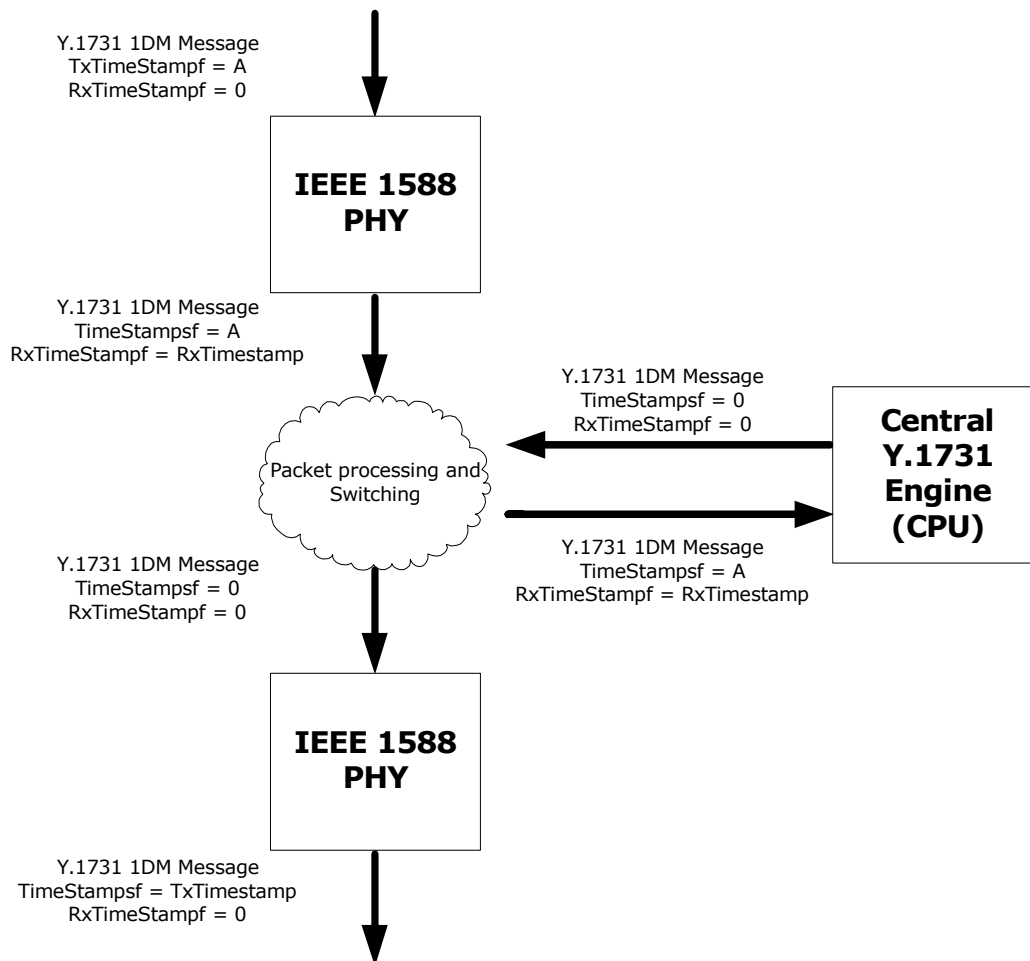 Y.1731 1DM Message
TxTimeStampf = A
RxTimeStampf = 0
IEEE 1588
PHY
Y.1731 1DM Message
TimeStampsf = A
RxTimeStampf = RxTimestamp
Y.1731 1DM Message
TimeStampsf = 0
RxTimeStampf = 0
Central
Y.1731
Engine
(CPU)
Packet processing and
Switching
Y.1731 1DM Message
TimeStampsf = A
RxTimeStampf = RxTimestamp
Y.1731 1DM Message
TimeStampsf = 0
RxTimeStampf = 0
IEEE 1588
PHY
Y.1731 1DM Message
TimeStampsf = TxTimestamp
RxTimeStampf = 0